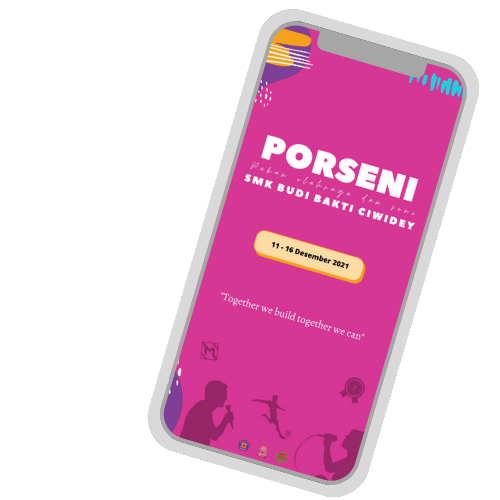 PORSENI
Pekan olahraga dan seni
SMK BUDI BAKTI CIWIDEY
11 - 16 Desember 2021
"Together we build together we can"